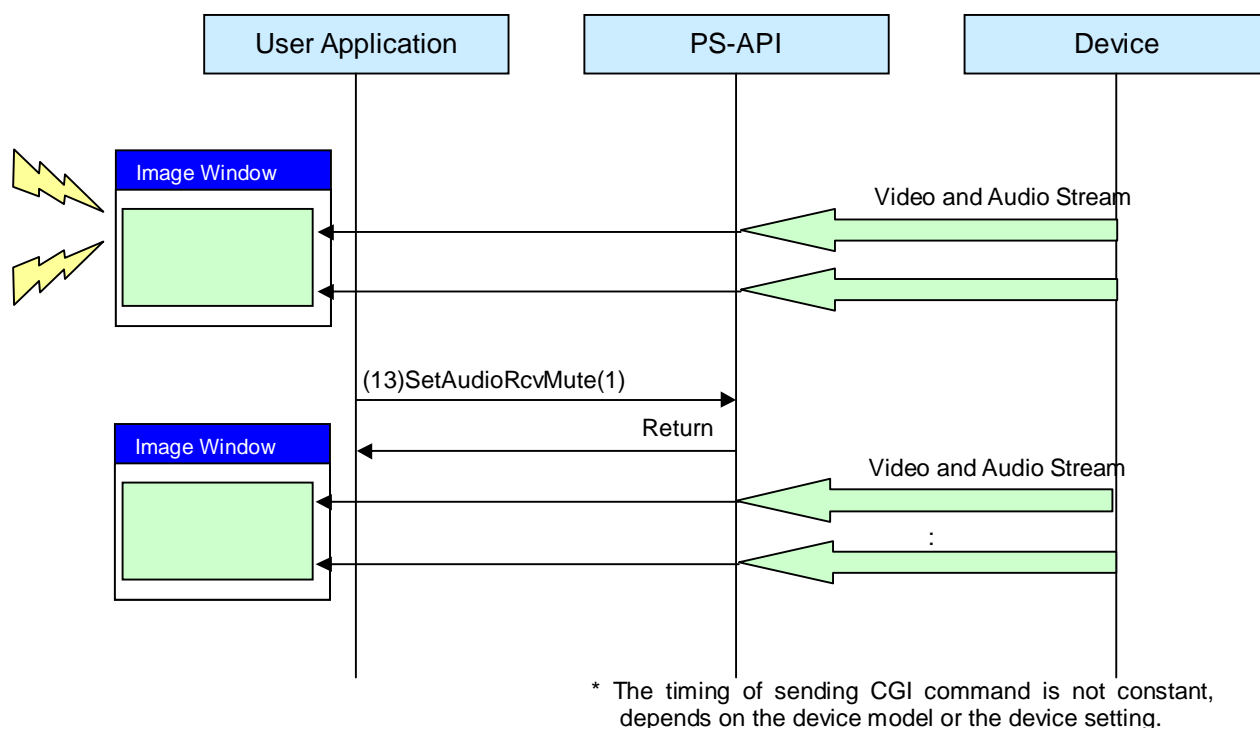 User Application
PS-API
Device
Image Window
Video and Audio Stream
(13)SetAudioRcvMute(1)
Return
Image Window
Video and Audio Stream
:
* The timing of sending CGI command is not constant,
depends on the device model or the device setting.